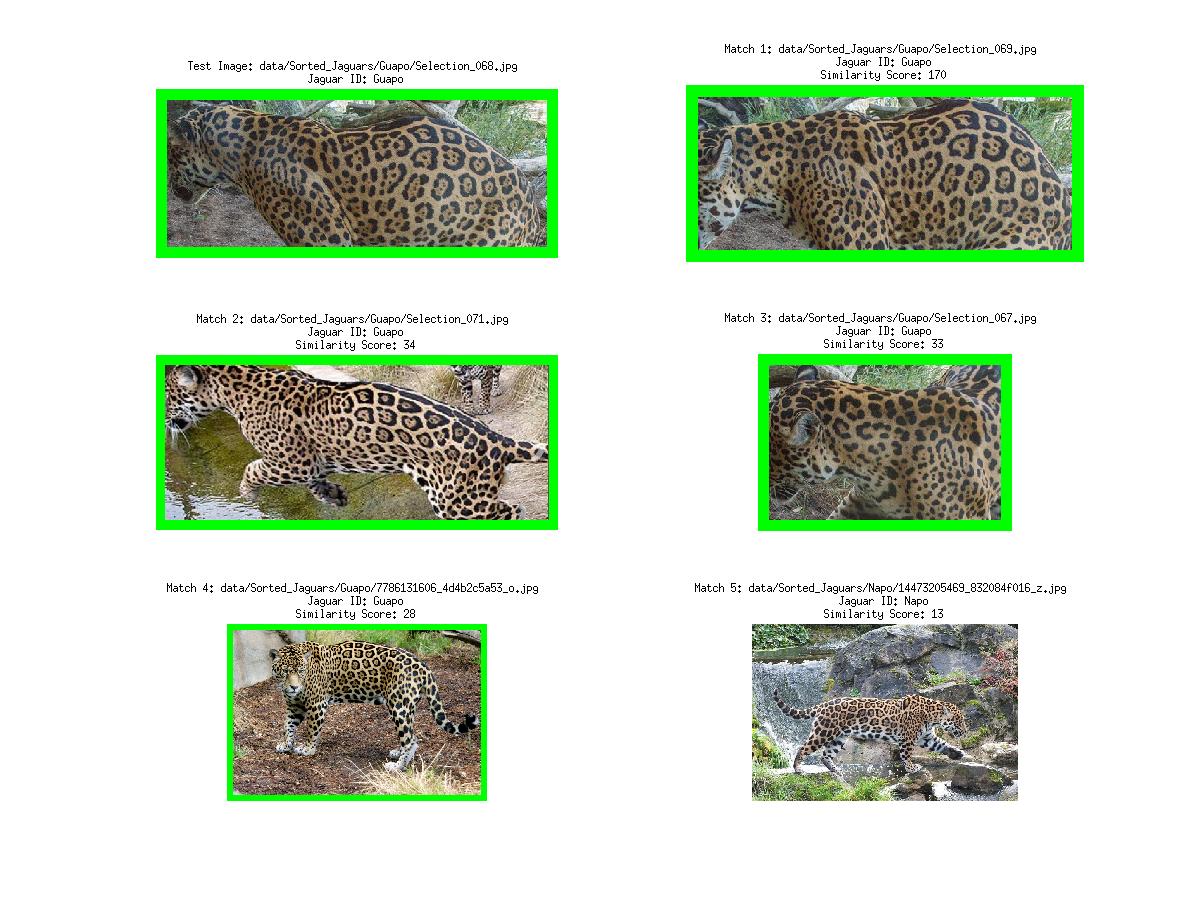 Test Image: data/Sorted_Jaguars/Guapo/Selection_068.jpg
Jaguar ID: Guapo
Match 1: data/Sorted_Jaguars/Guapo/Selection_069.jpg
Jaguar ID: Guapo
Similarity Score: 170
Match 2: data/Sorted_Jaguars/Guapo/Selection_071.jpg
Jaguar ID: Guapo
Similarity Score: 34
Match 3: data/Sorted_Jaguars/Guapo/Selection_067.jpg
Jaguar ID: Guapo
Similarity Score: 33
Match 4: data/Sorted_Jaguars/Guapo/7786131606_4d4b2c5a53_o.jpg
Jaguar ID: Guapo
Similarity Score: 28
Match 5: data/Sorted_Jaguars/Napo/14473205469_832084f016_z.jpg
Jaguar ID: Napo
Similarity Score: 13